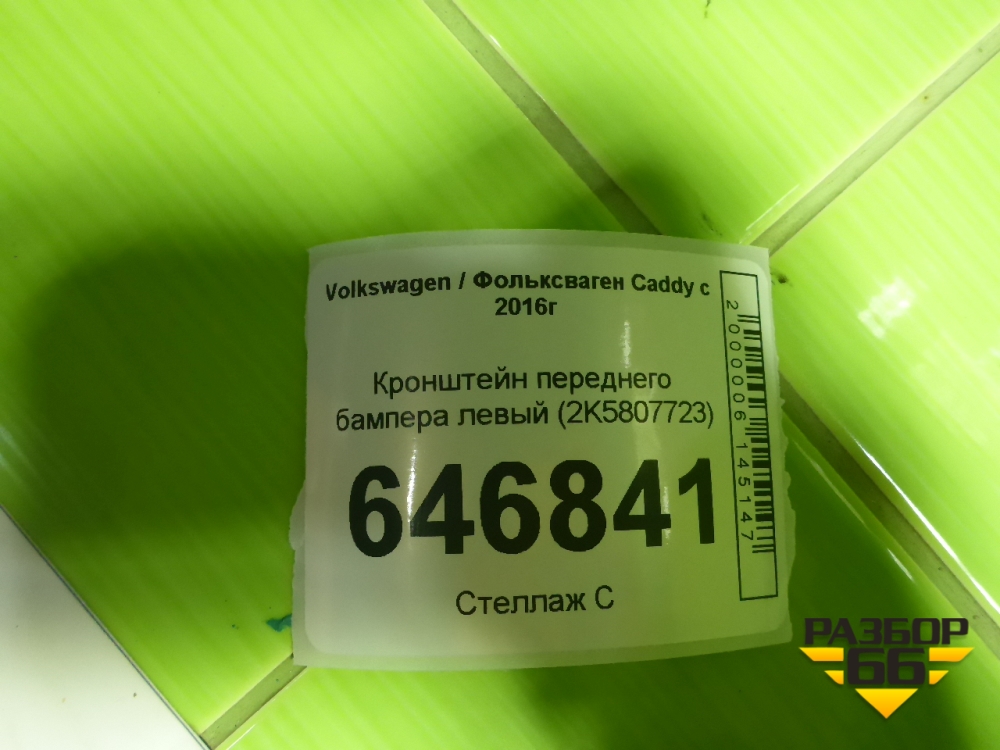 Volkswagen / Фольксваген Caddy с
2016г
Кронштейн переднего
бампера левый (2K5807723)
646841
Стеллаж С
2000006145147
РАЗБОР
66